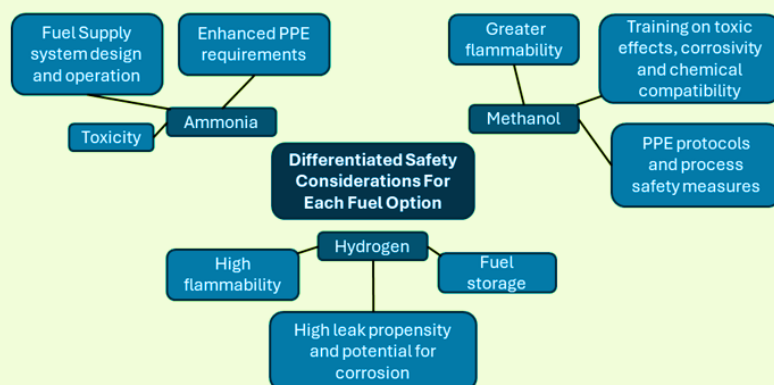 Fuel Supply
system design
and operation
Enhanced PPE
requirements
Toxicity
Ammonia
Greater
flammability
Training on toxic
effects, corrosivity
and chemical
compatibility
Methanol
PPE protocols
and process
safety measures
Differentiated Safety
Considerations For
Each Fuel Option
Hydrogen
High
flammability
Fuel
storage
High leak propensity
and potential for
corrosion